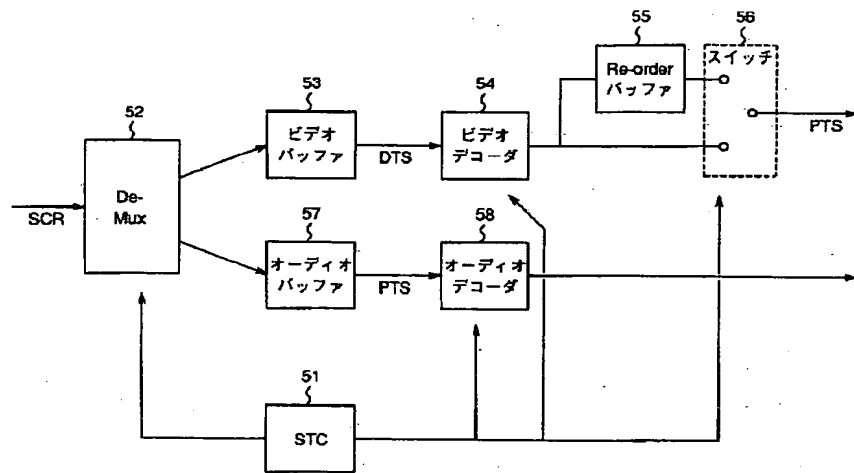 55
56
スイッチ
Re-order
バッファ
53
54
52
ビデオ
バッファ
DTS
ビデオ
デコーダ
PTS
De-
Mux
SCR
57
58
オーディオ
バッファ
PTS
オーディオ
デコーダ
51
STC